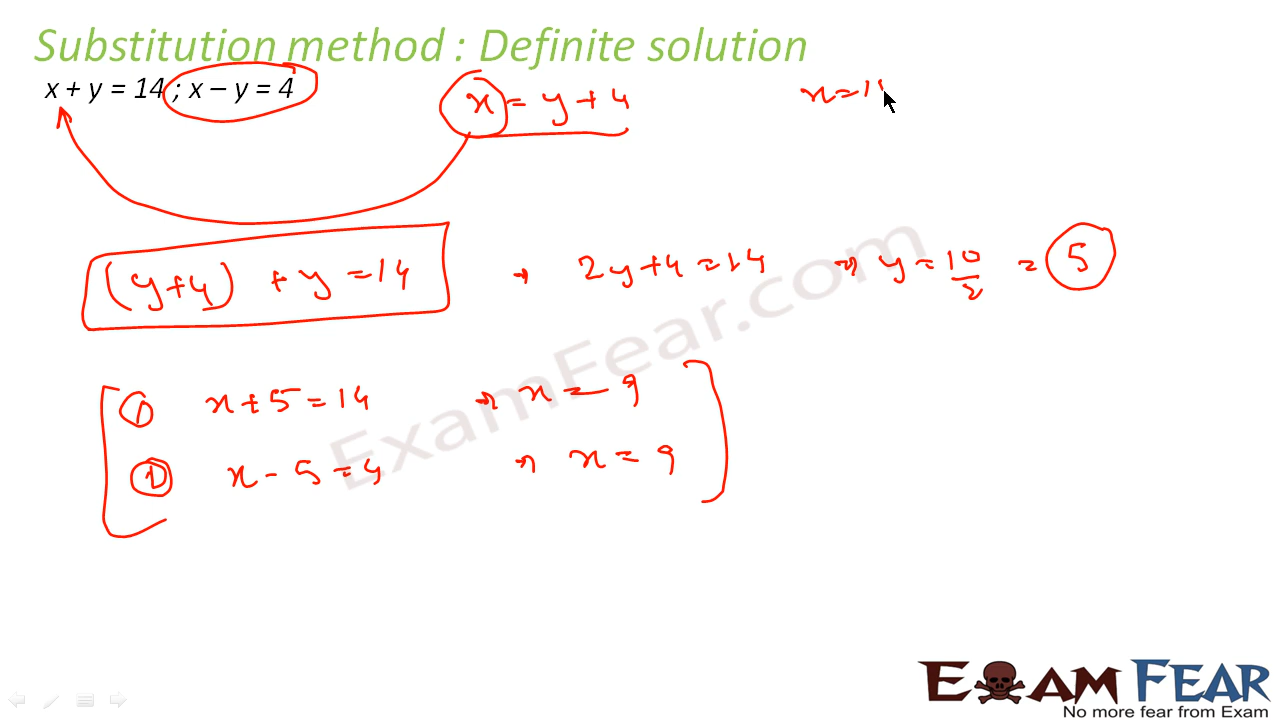 Substitution method : Definite solution
x + y = 14 ; x – y = 4
x = y + 4
x = 14
(y+4) + y = 14 → 2y+4 = 14 ⇒ y = 10/2 = 5
① x + 5 = 14 → x = 9
② x - 5 = 4 → x = 9
ExamFear.com
EXAM FEAR
No more fear from Exam